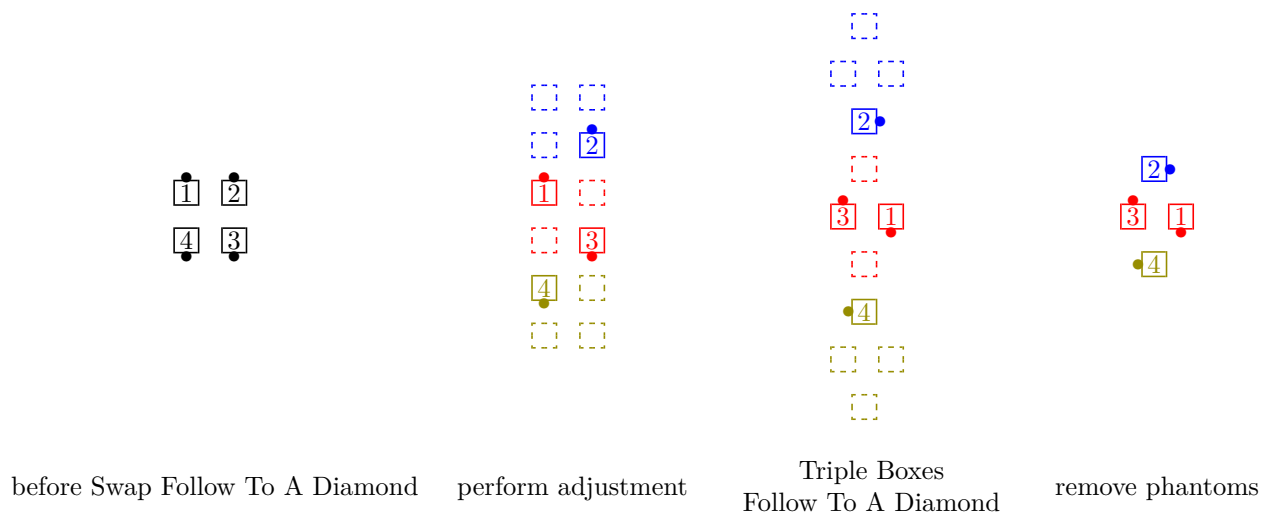 2
2
2
1 2
1
3 1
3 1
4 3
3
4
4
4
before Swap Follow To A Diamond
perform adjustment
Triple Boxes
Follow To A Diamond
remove phantoms